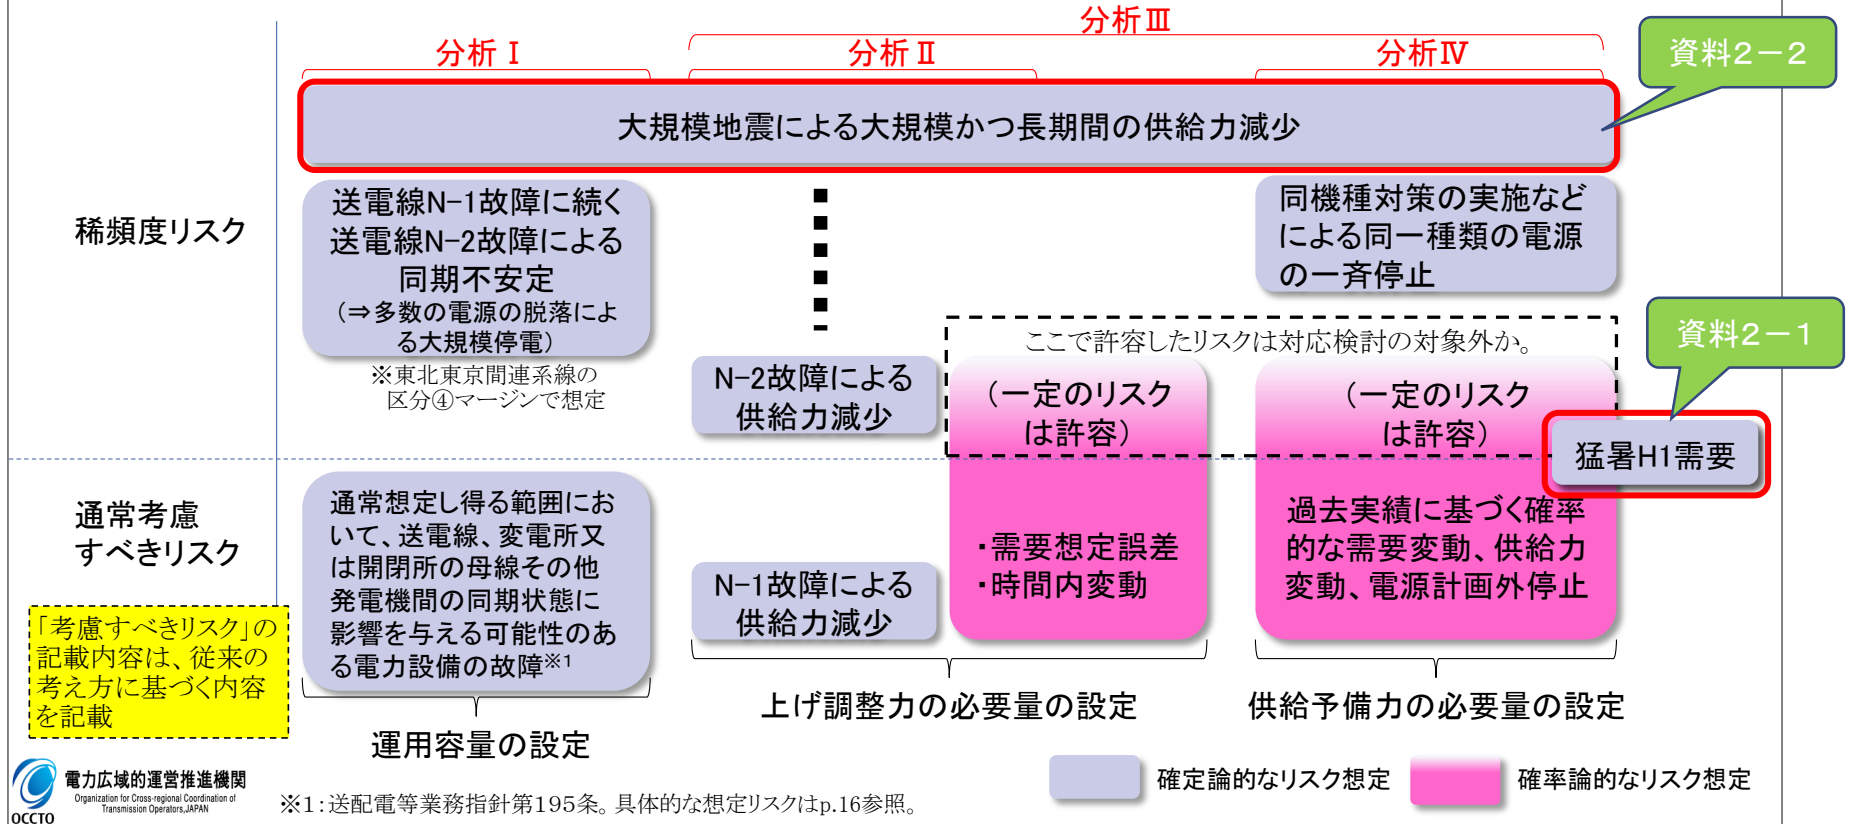 分析Ⅲ
分析Ⅰ
分析Ⅱ
分析Ⅳ
資料2－2
大規模地震による大規模かつ長期間の供給力減少
稀頻度リスク
送電線N-1故障に続く
送電線N-2故障による
同期不安定
(⇒多数の電源の脱落によ
る大規模停電)
※東北東京間連系線の
区分④マージンで想定
同機種対策の実施など
による同一種類の電源
の一斉停止
ここで許容したリスクは対応検討の対象外か。
資料2－1
N-2故障による
供給力減少
(一定のリスク
は許容)
(一定のリスク
は許容)
猛暑H1需要
通常考慮
すべきリスク
通常想定し得る範囲にお
いて、送電線、変電所又
は開閉所の母線その他
発電機間の同期状態に
影響を与える可能性のあ
る電力設備の故障※1
N-1故障による
供給力減少
・需要想定誤差
・時間内変動
過去実績に基づく確率
的な需要変動、供給力
変動、電源計画外停止
「考慮すべきリスク」の
記載内容は、従来の
考え方に基づく内容
を記載
運用容量の設定
上げ調整力の必要量の設定
供給予備力の必要量の設定
確定論的なリスク想定
確率論的なリスク想定
電力広域的運営推進機関
Organization for Cross-regional Coordination of
Transmission Operators,JAPAN
OCCTO
※1：送配電等業務指針第195条。具体的な想定リスクはp.16参照。